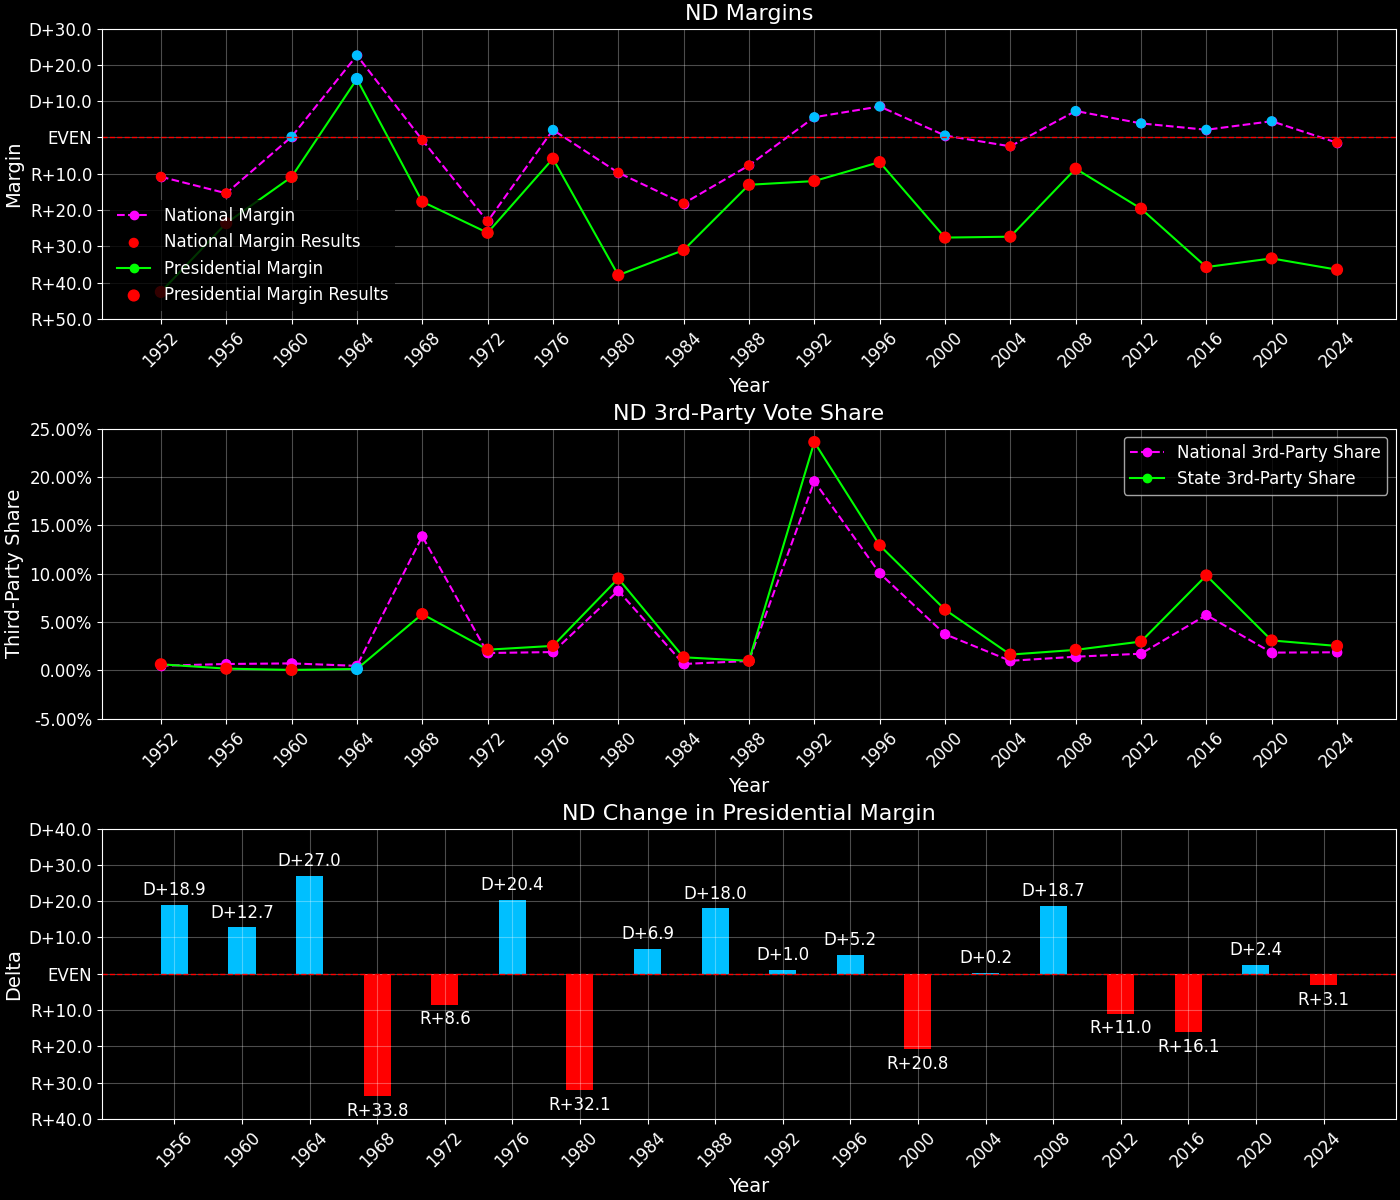 ND Margins
D+30.0
D+20.0
D+10.0
EVEN
R+10.0
R+20.0
R+30.0
R+40.0
R+50.0
Margin
National Margin
National Margin Results
Presidential Margin
Presidential Margin Results
1952 1956 1960 1964 1968 1972 1976 1980 1984 1988 1992 1996 2000 2004 2008 2012 2016 2020 2024
Year
ND 3rd-Party Vote Share
25.00%
20.00%
15.00%
10.00%
5.00%
0.00%
-5.00%
Third-Party Share
National 3rd-Party Share
State 3rd-Party Share
1952 1956 1960 1964 1968 1972 1976 1980 1984 1988 1992 1996 2000 2004 2008 2012 2016 2020 2024
Year
ND Change in Presidential Margin
D+40.0
D+30.0
D+20.0
D+10.0
EVEN
R+10.0
R+20.0
R+30.0
R+40.0
Delta
D+18.9
D+12.7
D+27.0
R+33.8
R+8.6
D+20.4
R+32.1
D+6.9
D+18.0
D+1.0
D+5.2
R+20.8
D+0.2
D+18.7
R+11.0
R+16.1
D+2.4
R+3.1
1956 1960 1964 1968 1972 1976 1980 1984 1988 1992 1996 2000 2004 2008 2012 2016 2020 2024
Year